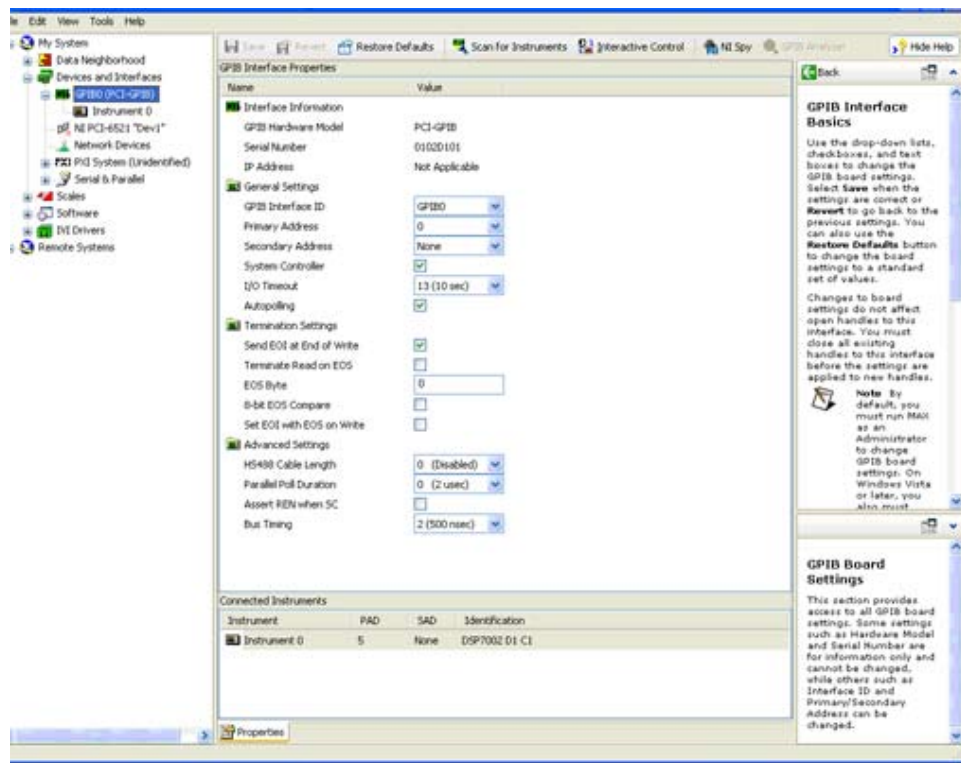 Edit View Tools Help
My System
Data Neighborhood
Devices and Interfaces
GPIB0 (PCI-GPIB)
Instrument 0
NI PCI-6521 "Dev1"
Network Devices
PXI PXI System (Unidentified)
Serial & Parallel
Scales
Software
IVI Drivers
Remote Systems
Save Revert Restore Defaults Scan for Instruments Interactive Control NI Spy GPIB Analyzer Hide Help
GPIB Interface Properties
Name Value
Interface Information
GPIB Hardware Model PCI-GPIB
Serial Number 0102D101
IP Address Not Applicable
General Settings
GPIB Interface ID GPIB0
Primary Address 0
Secondary Address None
System Controller
I/O Timeout 13 (10 sec)
Autopolling
Termination Settings
Send EOI at End of Write
Terminate Read on EOS
EOS Byte 0
8-bit EOS Compare
Set EOI with EOS on Write
Advanced Settings
HS488 Cable Length 0 (Disabled)
Parallel Poll Duration 0 (2 usec)
Assert REN when SC
Bus Timing 2 (500 nsec)
Connected Instruments
Instrument PAD SAD Identification
Instrument 0 5 None DSP7002 D1 C1
Properties
Back
GPIB Interface
Basics
Use the drop-down lists,
checkboxes, and text
boxes to change the
GPIB board settings.
Select Save when the
settings are correct or
Revert to go back to the
previous settings. You
can also use the
Restore Defaults button
to change the board
settings to a standard
set of values.
Changes to board
settings do not affect
open handles to this
interface. You must
close all existing
handles to this interface
before the settings are
applied to new handles.
Note By
default, you
must run MAX
as an
Administrator
to change
GPIB board
settings. On
Windows Vista
or later, you
also must
GPIB Board
Settings
This section provides
access to all GPIB board
settings. Some settings
such as Hardware Model
and Serial Number are
for information only and
cannot be changed,
while others such as
Interface ID and
Primary/Secondary
Address can be
changed.